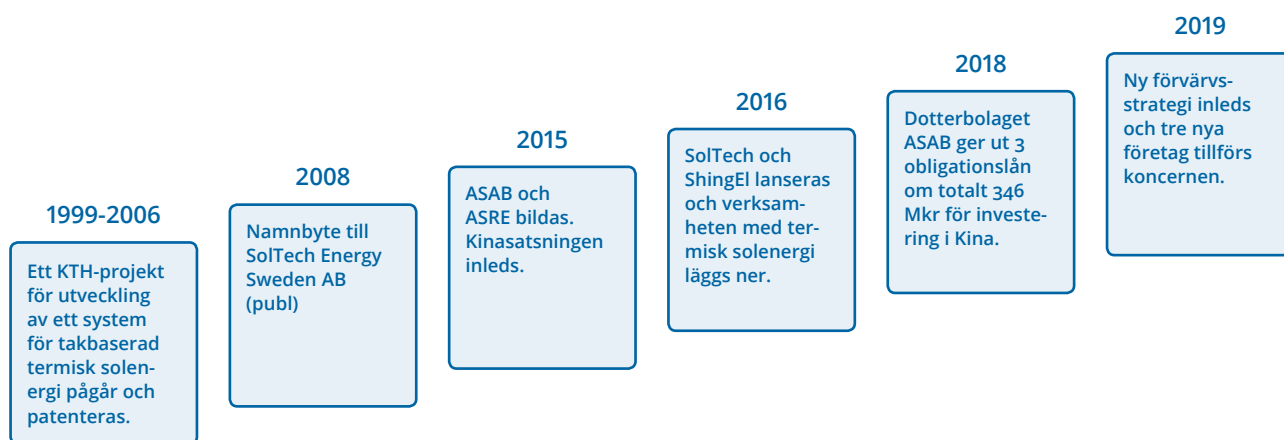 1999-2006
Ett KTH-projekt
för utveckling
av ett system
för takbaserad
termisk solen-
ergi pågår och
patenteras.
2008
Namnbyte till
SolTech Energy
Sweden AB
(publ)
2015
ASAB och
ASRE bildas.
Kinasatsningen
inleds.
2016
SolTech och
ShingEl lanseras
och verksam-
heten med ter-
misk solenergi
läggs ner.
2018
Dotterbolaget
ASAB ger ut 3
obligationslån
om totalt 346
Mkr för investe-
ring i Kina.
2019
Ny förvärvs-
strategi inleds
och tre nya
företag tillförs
koncernen.